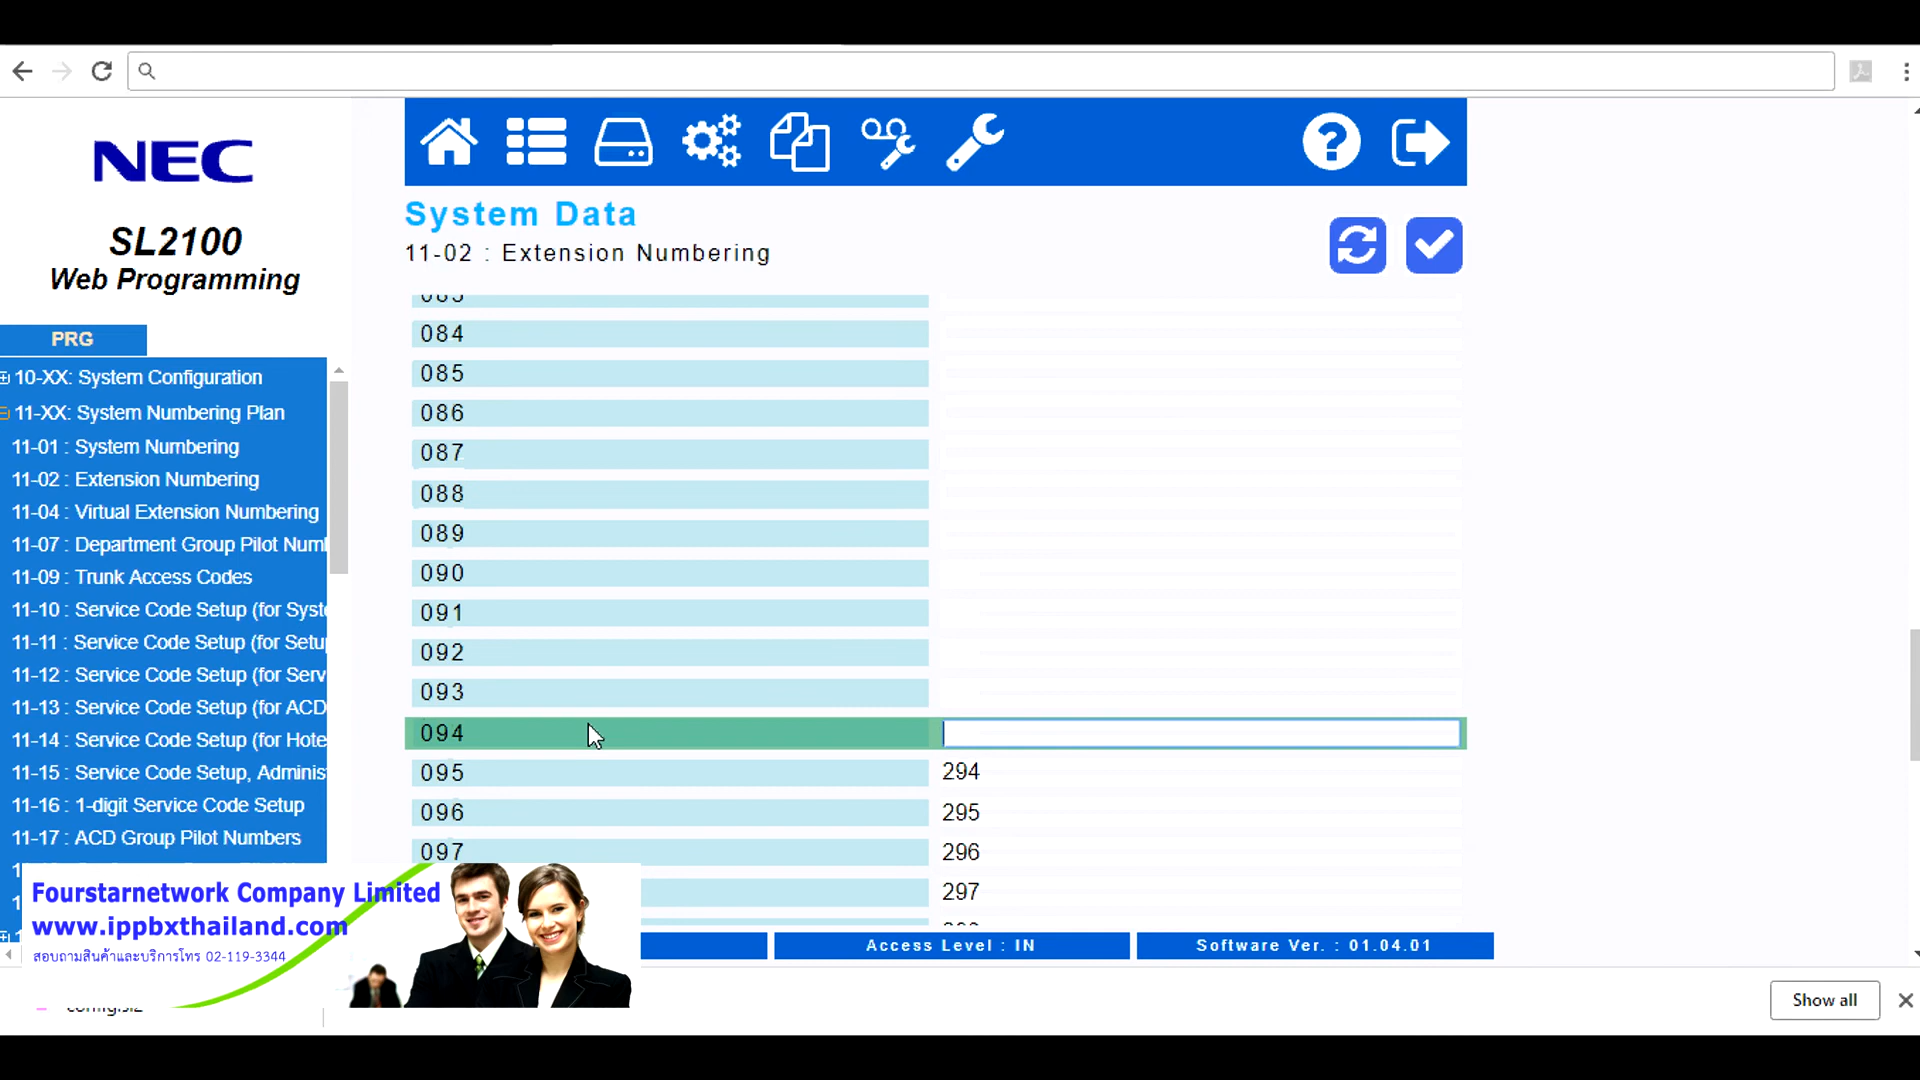 NEC
SL2100
Web Programming
PRG
10-XX: System Configuration
11-XX: System Numbering Plan
11-01 : System Numbering
11-02 : Extension Numbering
11-04 : Virtual Extension Numbering
11-07 : Department Group Pilot Num
11-09 : Trunk Access Codes
11-10 : Service Code Setup (for Syst
11-11 : Service Code Setup (for Setu
11-12 : Service Code Setup (for Serv
11-13 : Service Code Setup (for ACD
11-14 : Service Code Setup (for Hote
11-15 : Service Code Setup, Adminis
11-16 : 1-digit Service Code Setup
11-17 : ACD Group Pilot Numbers
System Data
11-02 : Extension Numbering
083
084
085
086
087
088
089
090
091
092
093
094
095 294
096 295
097 296
297
Fourstarnetwork Company Limited
www.ippbxthailand.com
สอบถามสินค้าและบริการโทร 02-119-3344
Access Level : IN
Software Ver. : 01.04.01
Show all